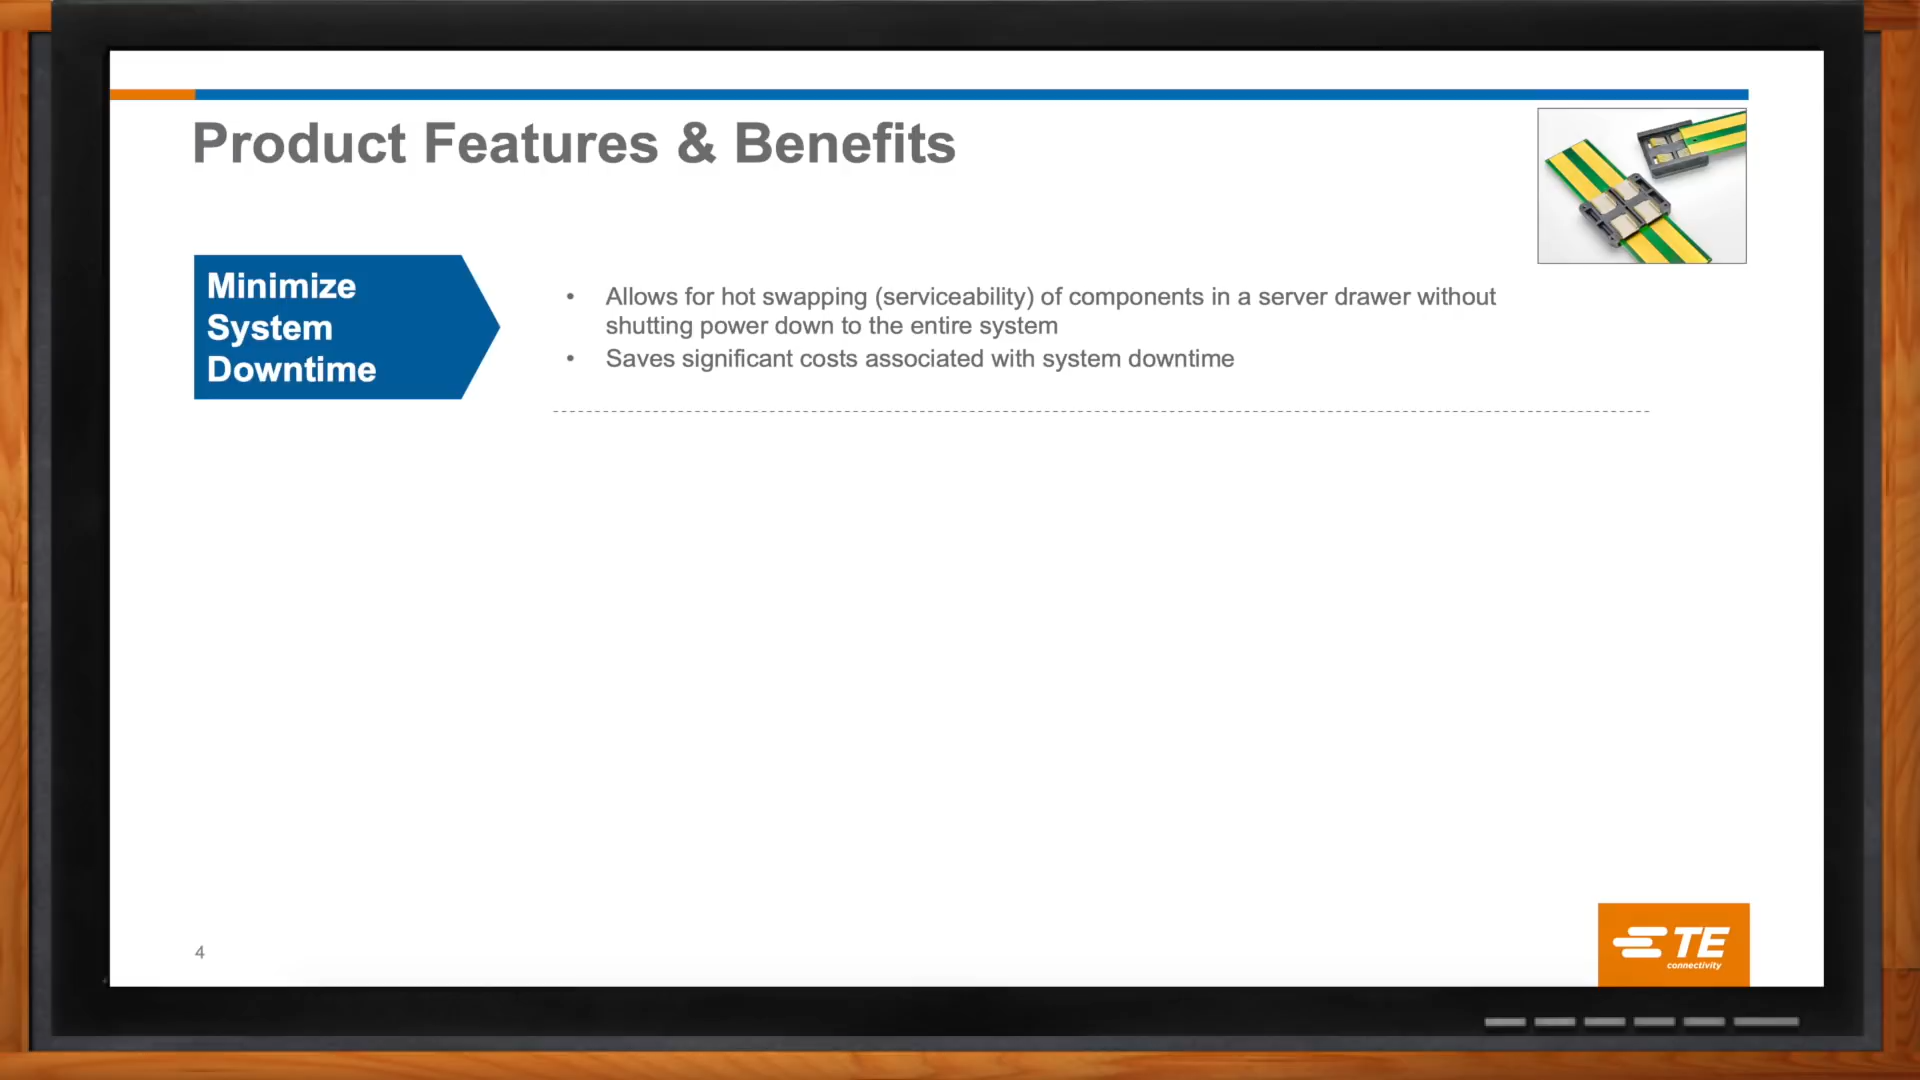 Product Features & Benefits
Minimize
System
Downtime
• Allows for hot swapping (serviceability) of components in a server drawer without
shutting power down to the entire system
• Saves significant costs associated with system downtime
4
TE
connectivity